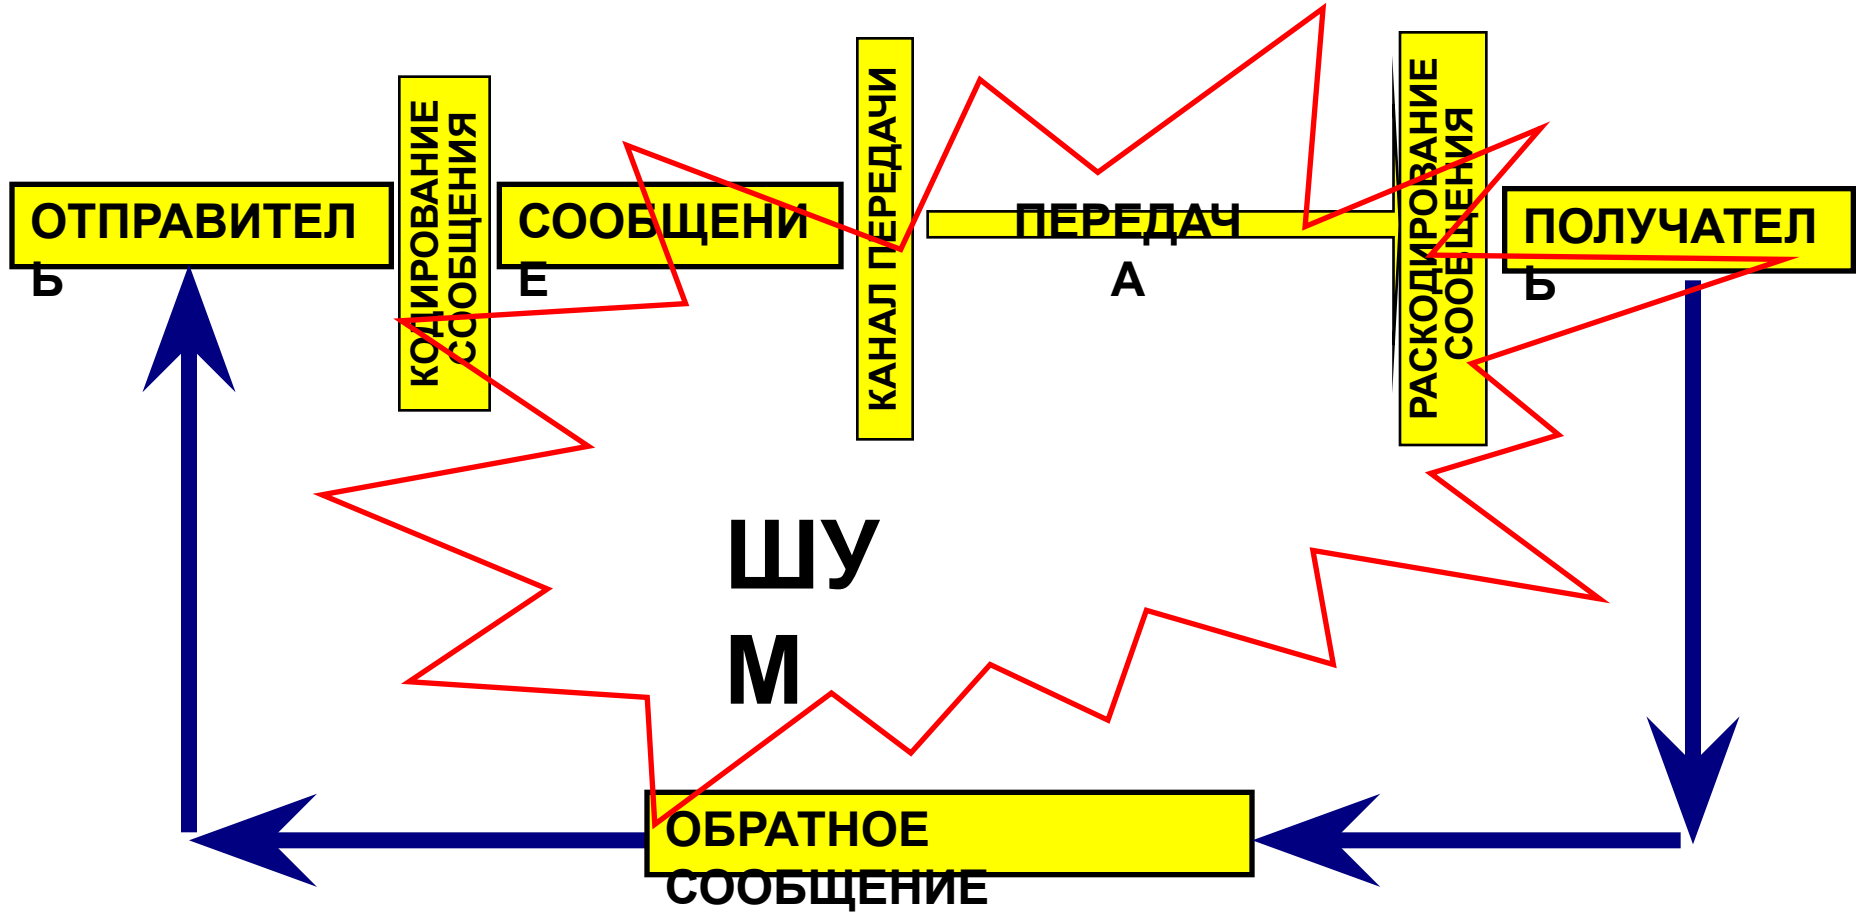 ОТПРАВИТЕЛ
Ь
КОДИРОВАНИЕ
СООБЩЕНИЯ
СООБЩЕНИ
Е
КАНАЛ ПЕРЕДАЧИ
ПЕРЕДАЧ
А
РАСКОДИРОВАНИЕ
СООБЩЕНИЯ
ПОЛУЧАТЕЛ
Ь
ШУ
М
ОБРАТНОЕ
СООБЩЕНИЕ